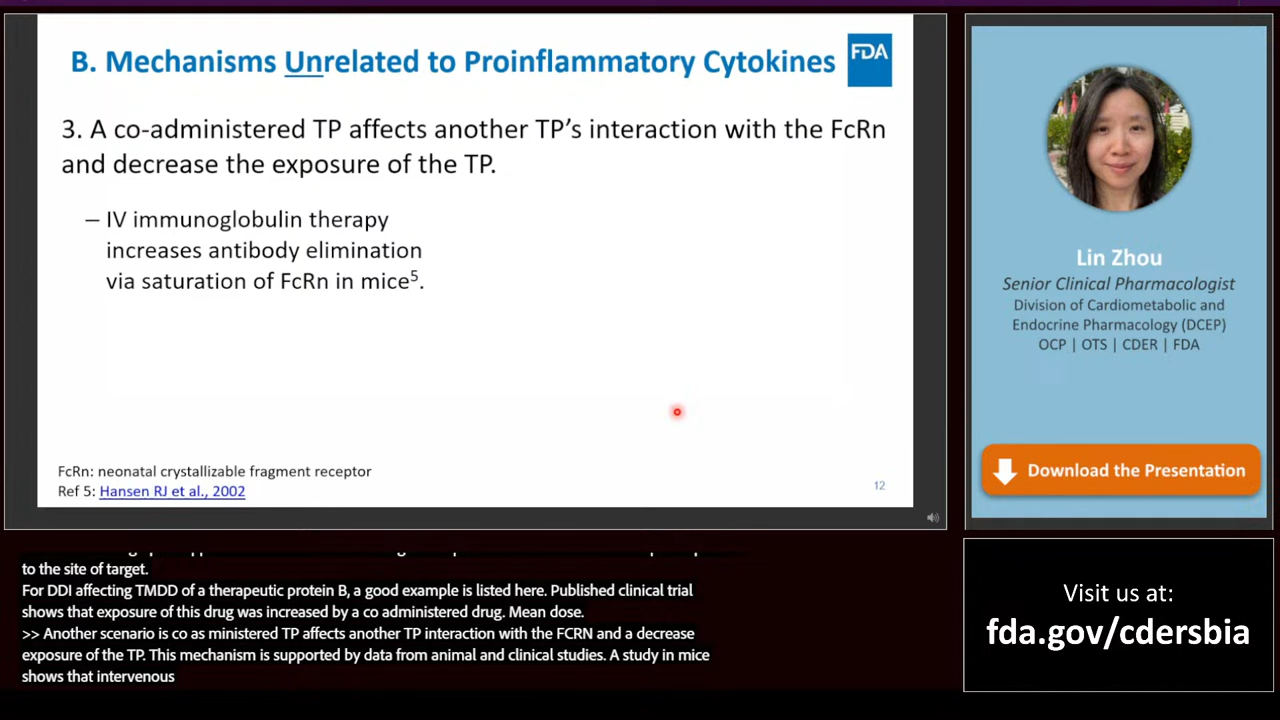 B. Mechanisms Unrelated to Proinflammatory Cytokines
FDA
3. A co-administered TP affects another TP’s interaction with the FcRn
and decrease the exposure of the TP.
– IV immunoglobulin therapy
increases antibody elimination
via saturation of FcRn in mice⁵.
FcRn: neonatal crystallizable fragment receptor
Ref 5: Hansen RJ et al., 2002
12
Lin Zhou
Senior Clinical Pharmacologist
Division of Cardiometabolic and
Endocrine Pharmacology (DCEP)
OCP | OTS | CDER | FDA
Download the Presentation
to the site of target.
For DDI affecting TMDD of a therapeutic protein B, a good example is listed here. Published clinical trial
shows that exposure of this drug was increased by a co administered drug. Mean dose.
>> Another scenario is co as ministered TP affects another TP interaction with the FCRN and a decrease
exposure of the TP. This mechanism is supported by data from animal and clinical studies. A study in mice
shows that intervenous
Visit us at:
fda.gov/cdersbia